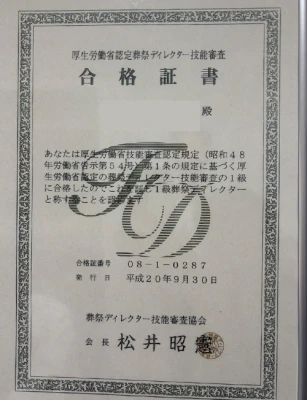 厚生労働省認定葬祭ディレクター技能審査
合格証書
殿
あなたは厚生労働省技能審査認定規定(昭和48
年労働省告示第54号)第1条の規定に基づく厚
生労働省認定の葬祭ディレクター技能審査の1級
に合格したのでこれを証し1級葬祭ディレクター
と称することを認めます
合格証番号 08-1-0287
発行日 平成20年9月30日
葬祭ディレクター技能審査協会
会長 松井昭憲